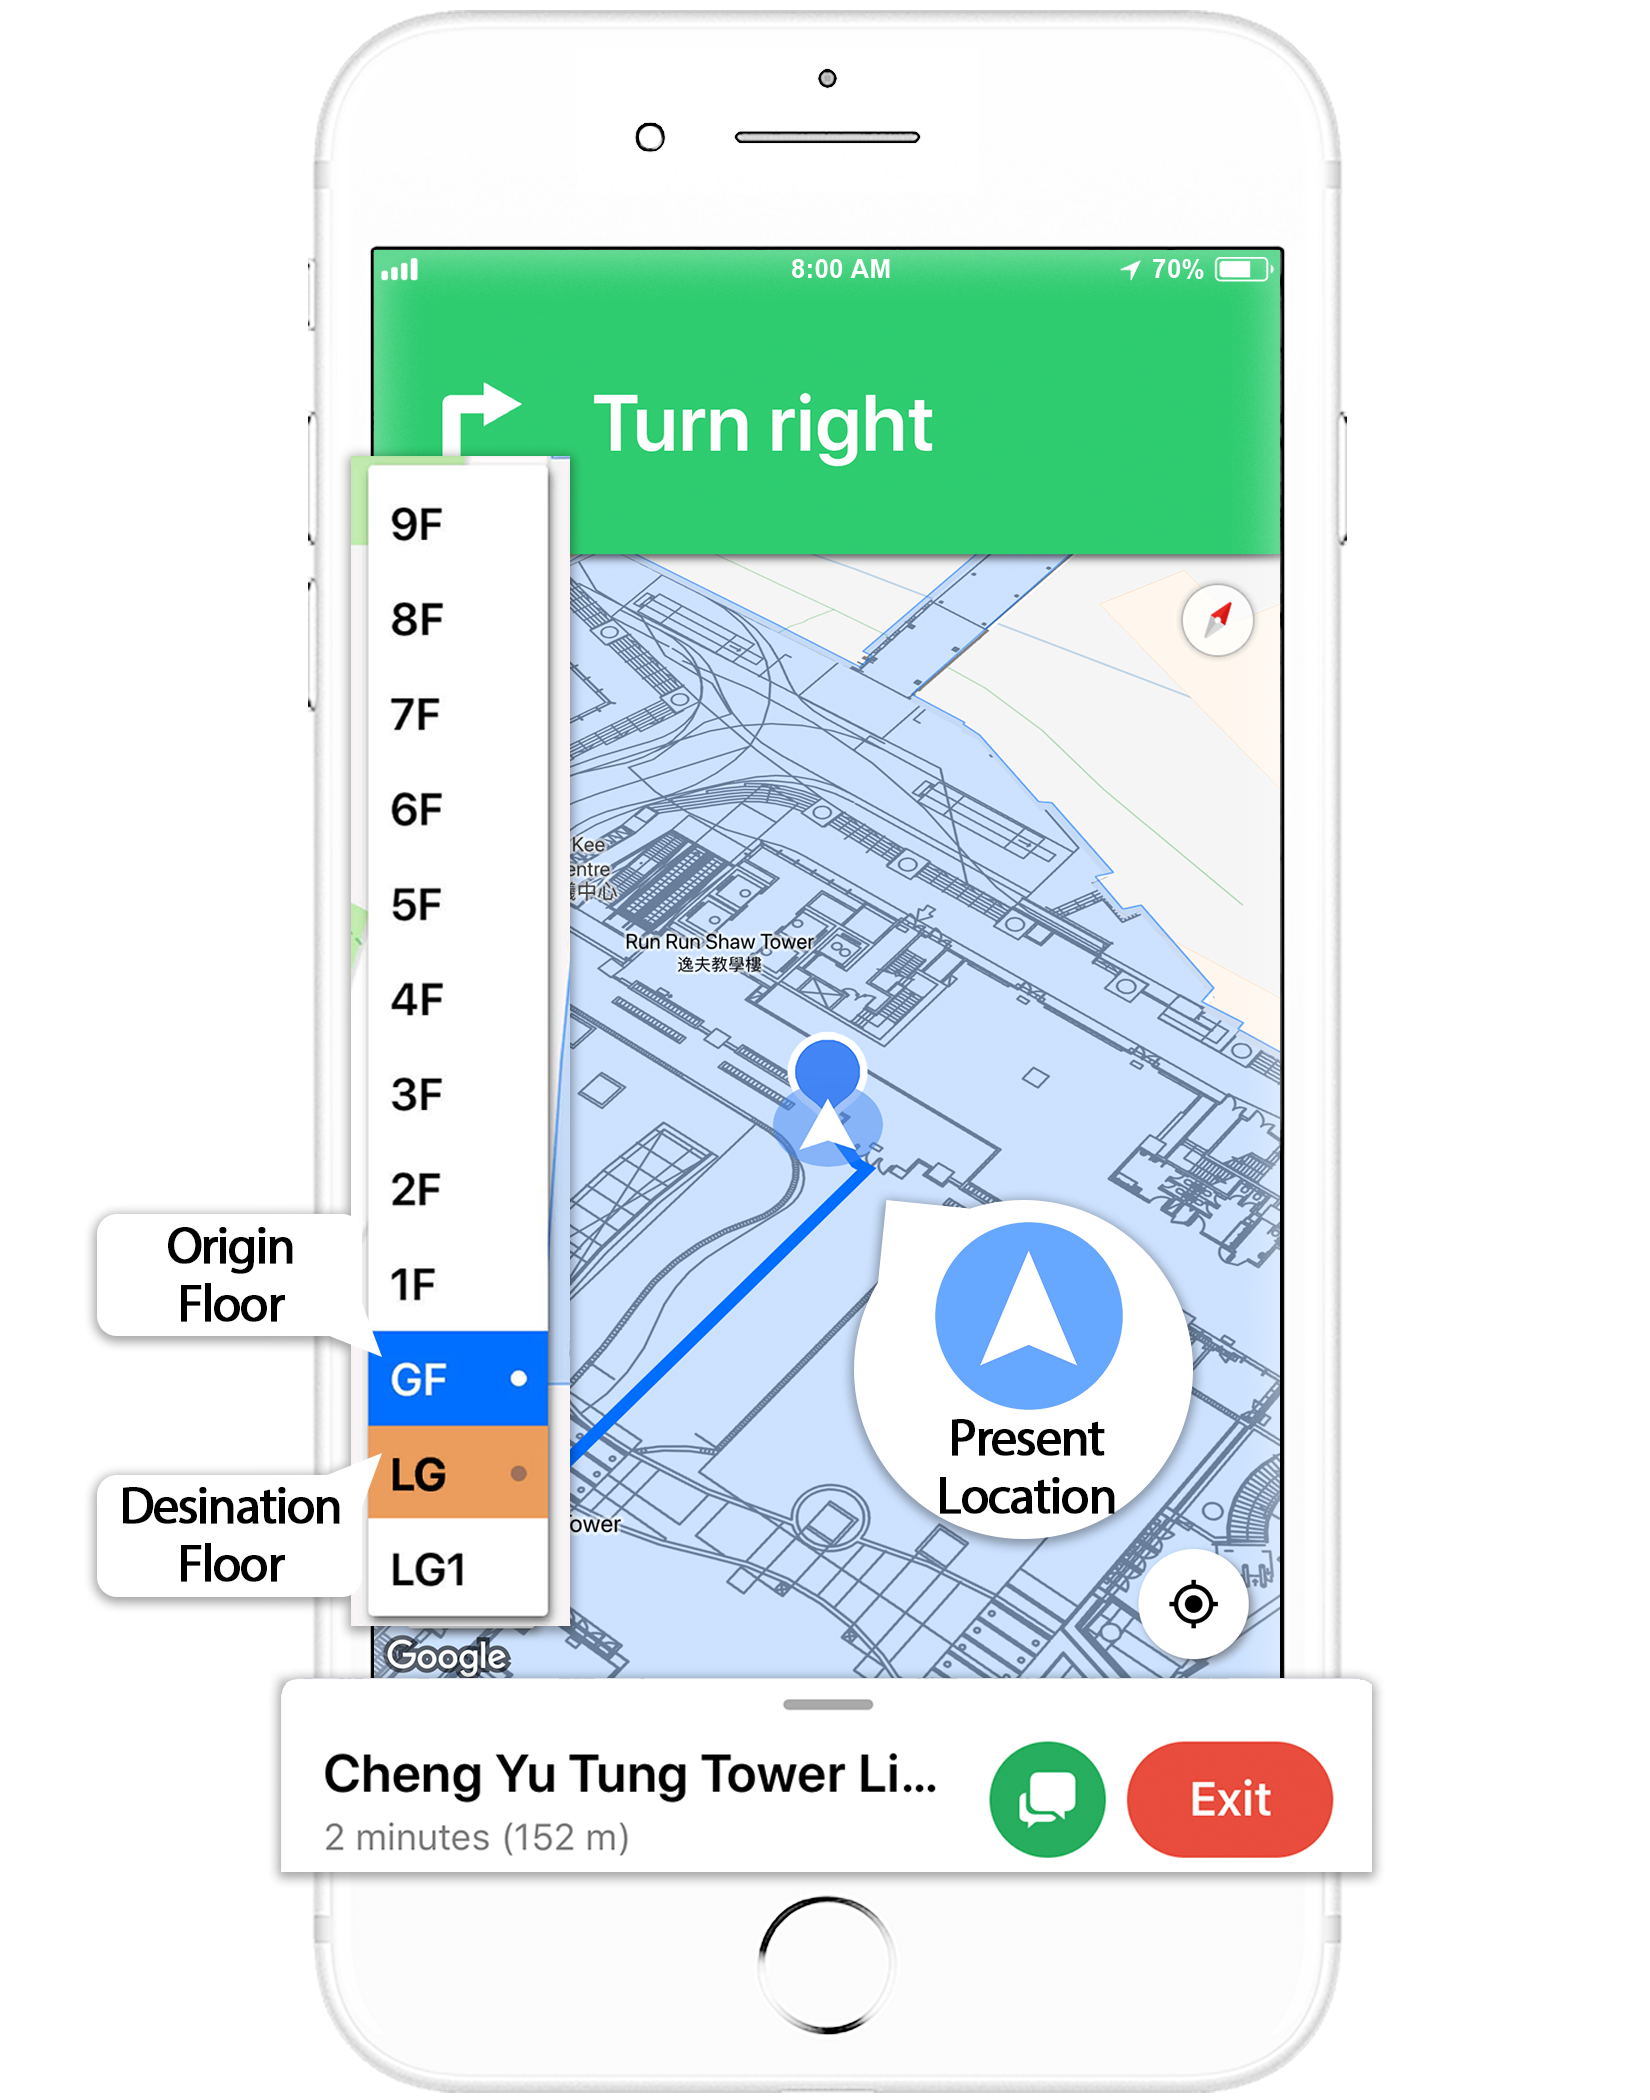 8:00 AM
70%
Turn right
9F
8F
7F
6F
5F
4F
3F
2F
1F
GF
LG
LG1
Origin
Floor
Desination
Floor
Kee
entre
中心
Run Run Shaw Tower
逸夫教學樓
Present
Location
ower
Google
Cheng Yu Tung Tower Li...
2 minutes (152 m)
Exit